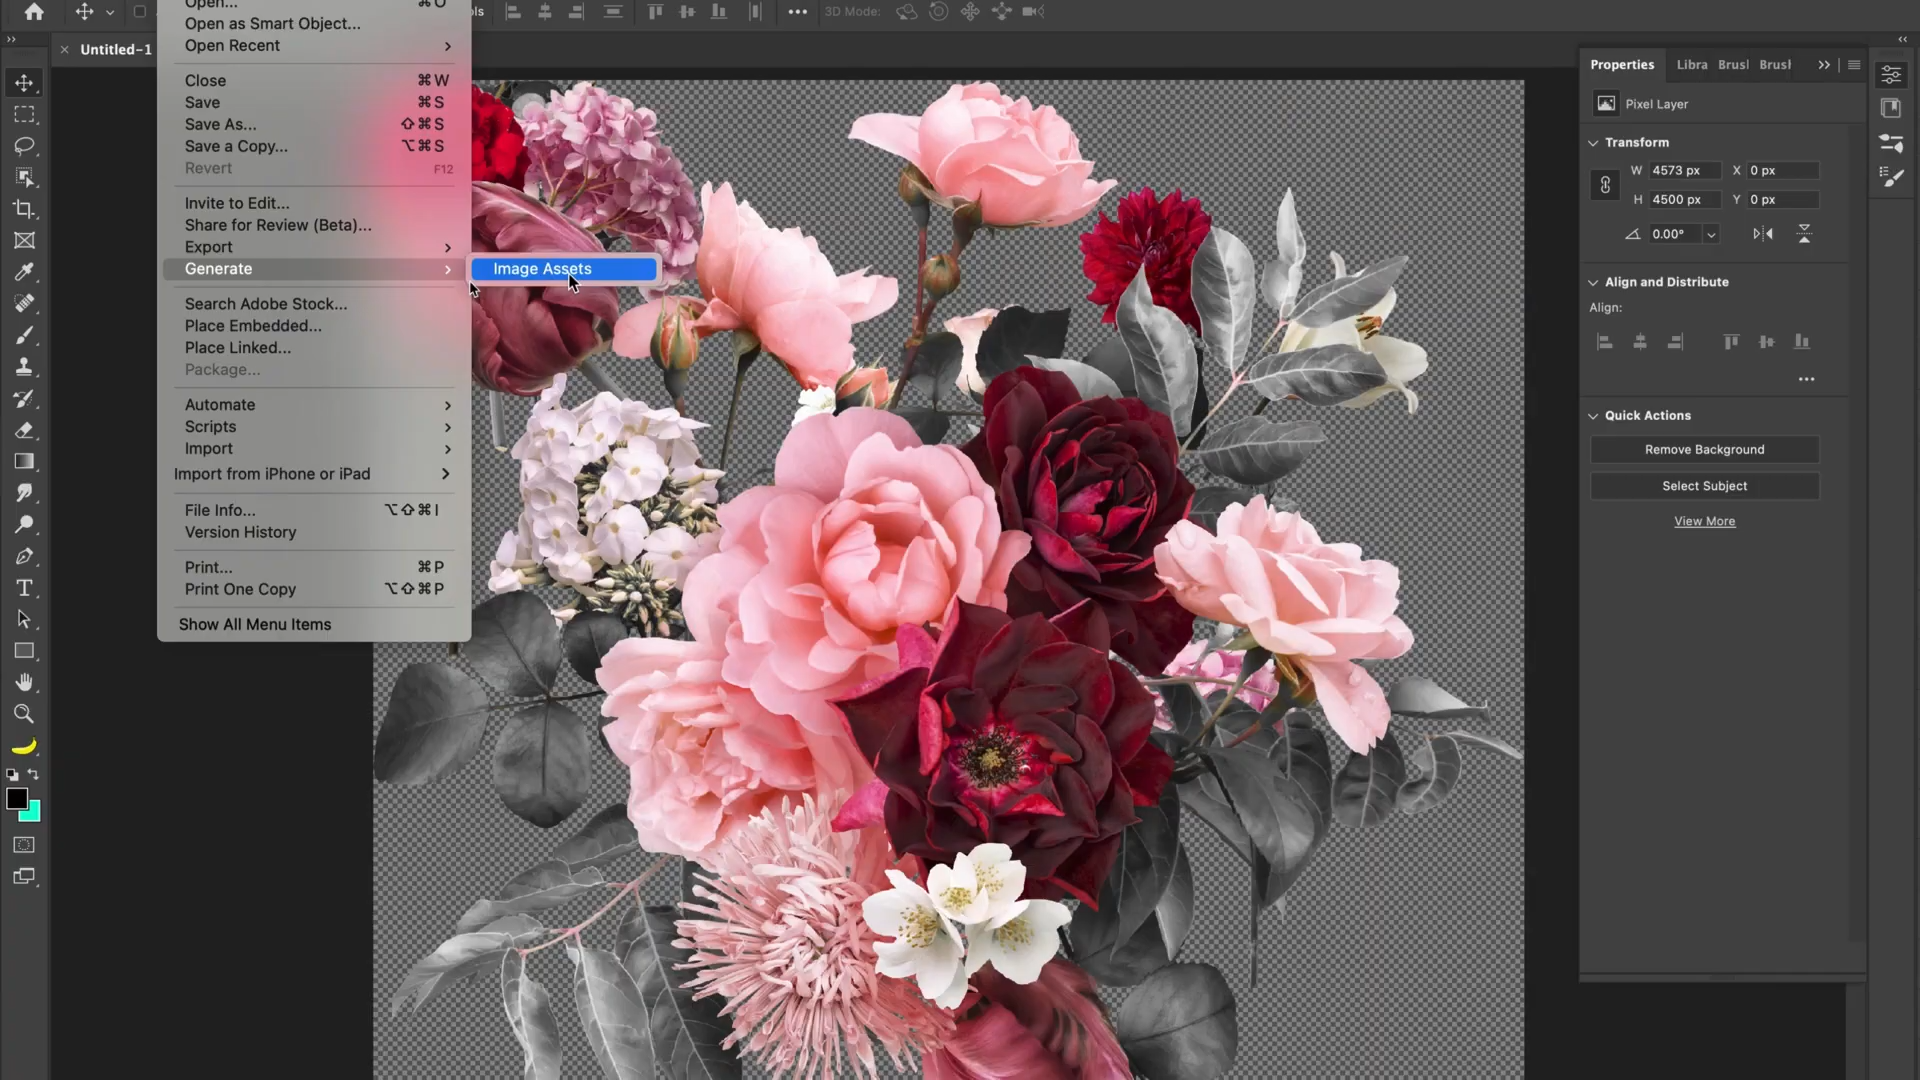 Open... ⌘O
Open as Smart Object...
Open Recent
Close ⌘W
Save ⌘S
Save As... ⇧⌘S
Save a Copy... ⌥⌘S
Revert F12
Invite to Edit...
Share for Review (Beta)...
Export
Generate
Image Assets
Search Adobe Stock...
Place Embedded...
Place Linked...
Package...
Automate
Scripts
Import
Import from iPhone or iPad
File Info... ⌥⇧⌘I
Version History
Print... ⌘P
Print One Copy ⌥⇧⌘P
Show All Menu Items
3D Mode:
Untitled-1
Properties Libra Brusl Brusl
Pixel Layer
Transform
W 4573 px X 0 px
H 4500 px Y 0 px
0.00°
Align and Distribute
Align:
Quick Actions
Remove Background
Select Subject
View More